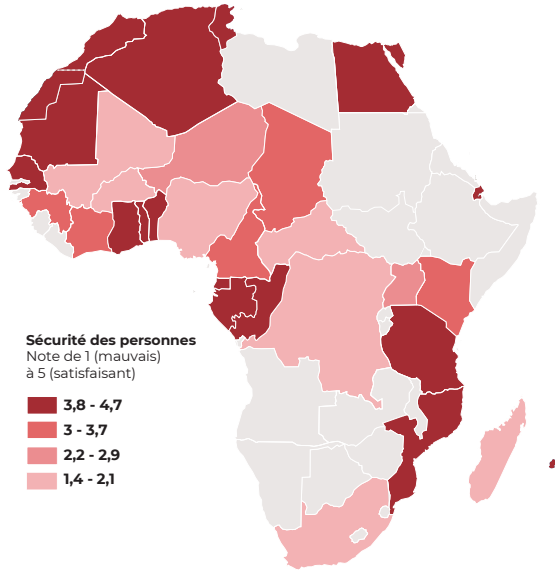 Sécurité des personnes
Note de 1 (mauvais)
à 5 (satisfaisant)
3,8 - 4,7
3 - 3,7
2,2 - 2,9
1,4 - 2,1